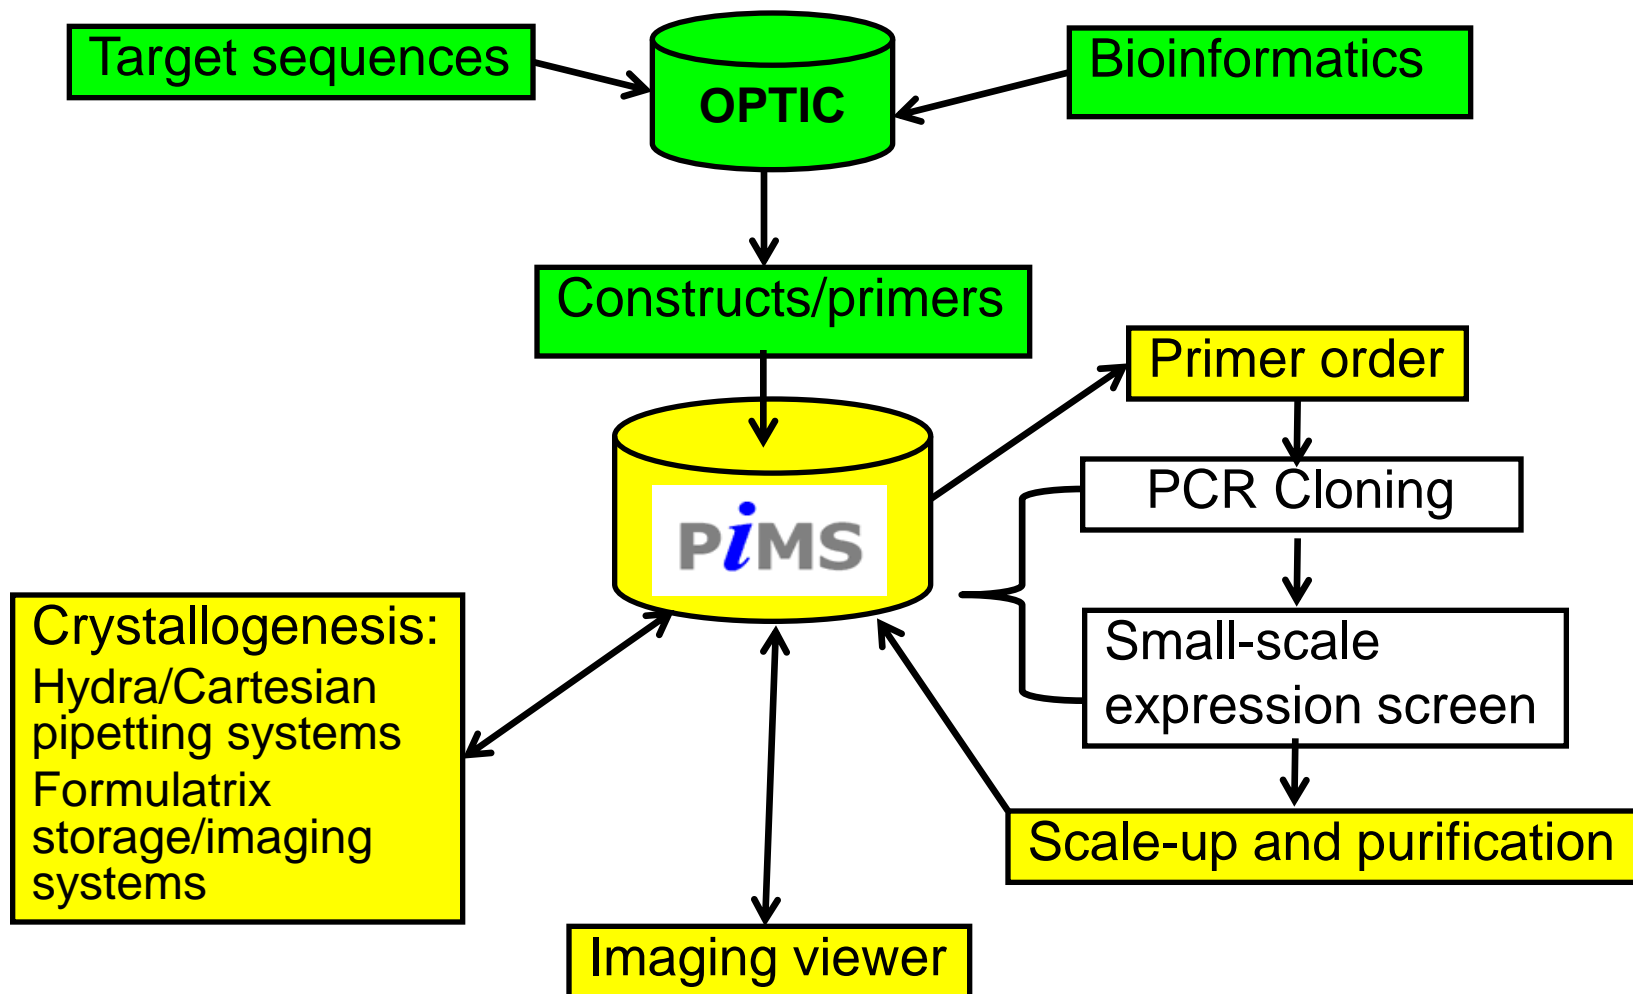 Target sequences
OPTIC
Bioinformatics
Constructs/primers
Primer order
PCR Cloning
PiMS
Small-scale
expression screen
Crystallogenesis:
Hydra/Cartesian
pipetting systems
Formulatrix
storage/imaging
systems
Scale-up and purification
Imaging viewer